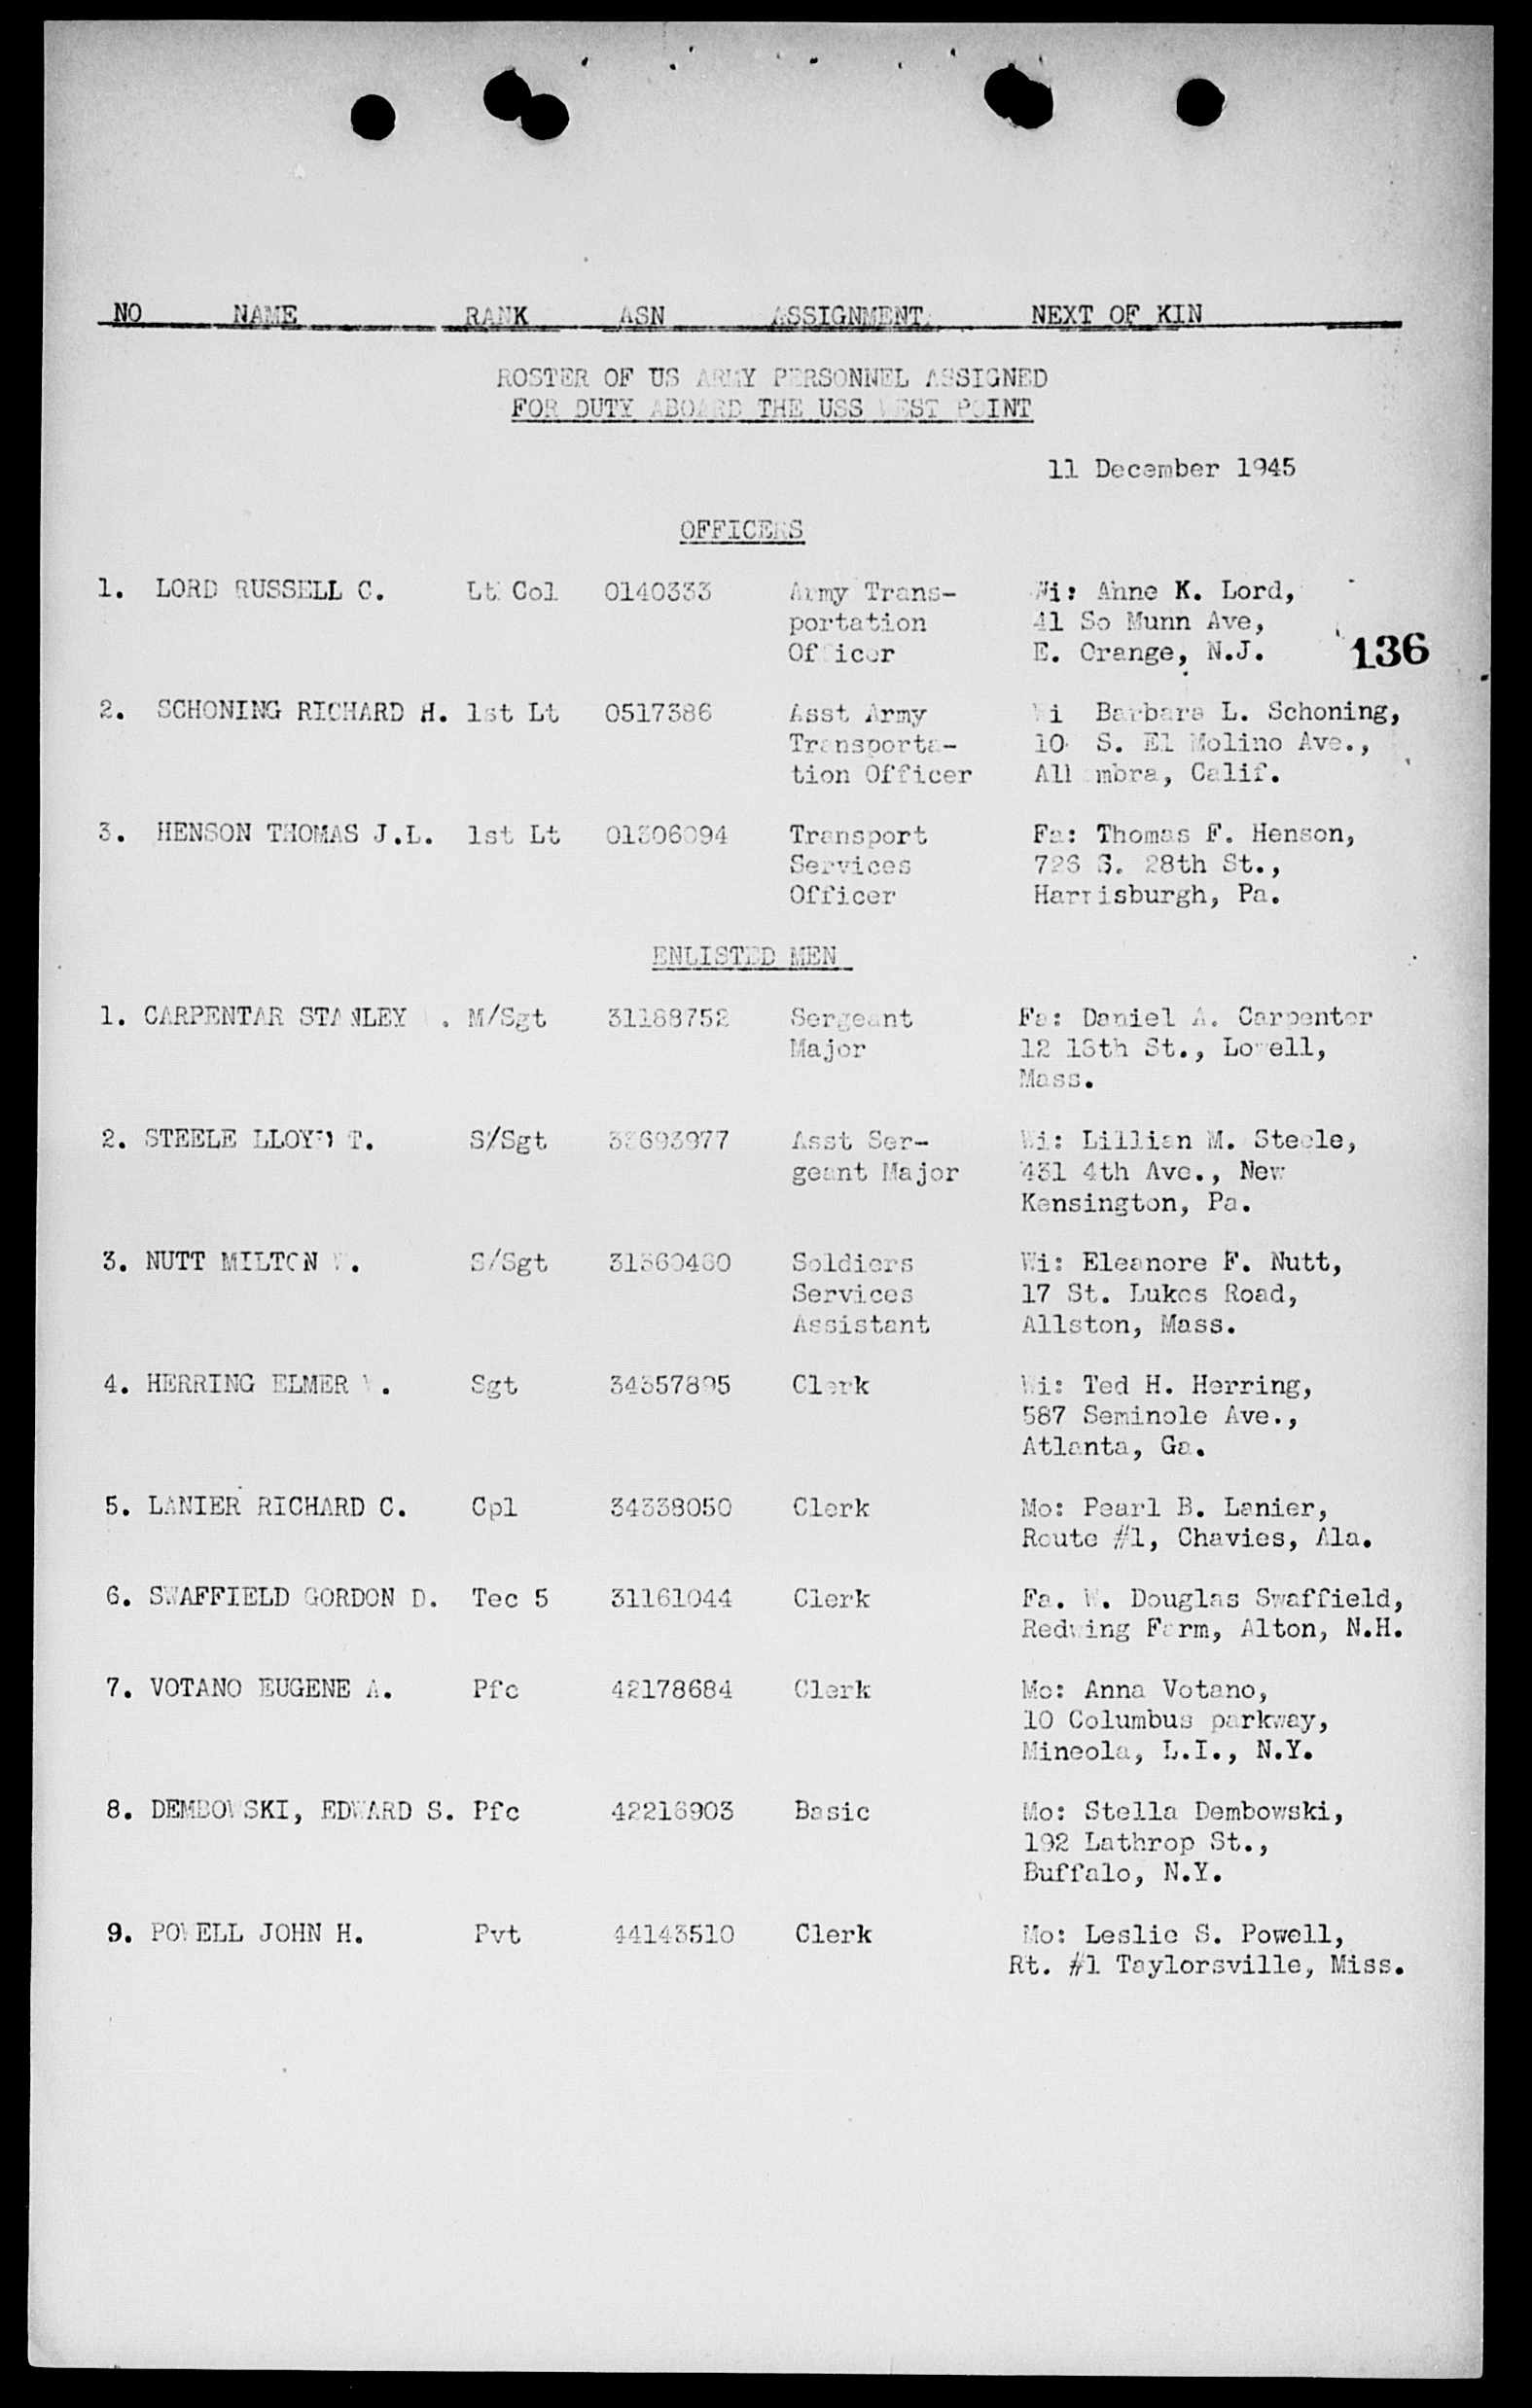 NO NAME RANK ASN ASSIGNMENT NEXT OF KIN
ROSTER OF US ARMY PERSONNEL ASSIGNED
FOR DUTY ABOARD THE USS WEST POINT
11 December 1945
OFFICERS
1. LORD RUSSELL C. Lt Col 0140333 Army Trans- Wi: Anne K. Lord,
portation 41 So Munn Ave,
Officer E. Orange, N.J. 136
2. SCHONING RICHARD H. 1st Lt 0517386 Asst Army Wi Barbara L. Schoning,
Transporta- S. El Molino Ave.,
tion Officer Alhambra, Calif.
3. HENSON THOMAS J.L. 1st Lt Transport Fa: Thomas F. Henson,
Services 726 S. 28th St.,
Officer Harrisburgh, Pa.
ENLISTED MEN
1. CARPENTAR STANLEY . M/Sgt 31188752 Sergeant Fa: Daniel A. Carpenter
Major 12 18th St., Lowell,
Mass.
2. STEELE LLOYD T. S/Sgt Asst Ser- Wi: Lillian M. Steele,
geant Major 431 4th Ave., New
Kensington, Pa.
3. NUTT MILTON W. S/Sgt 31360460 Soldiers Wi: Eleanore F. Nutt,
Services 17 St. Lukes Road,
Assistant Allston, Mass.
4. HERRING ELMER . Sgt 34357895 Clerk Wi: Ted H. Herring,
587 Seminole Ave.,
Atlanta, Ga.
5. LANIER RICHARD C. Cpl 34338050 Clerk Mo: Pearl B. Lanier,
Route #1, Chavies, Ala.
6. SWAFFIELD GORDON D. Tec 5 31161044 Clerk Fa. W. Douglas Swaffield,
Redwing Farm, Alton, N.H.
7. VOTANO EUGENE A. Pfc 42178684 Clerk Mo: Anna Votano,
10 Columbus parkway,
Mineola, L.I., N.Y.
8. DEMBOWSKI, EDWARD S. Pfc 42216903 Basic Mo: Stella Dembowski,
192 Lathrop St.,
Buffalo, N.Y.
9. POWELL JOHN H. Pvt 44143510 Clerk Mo: Leslie S. Powell,
Rt. #1 Taylorsville, Miss.